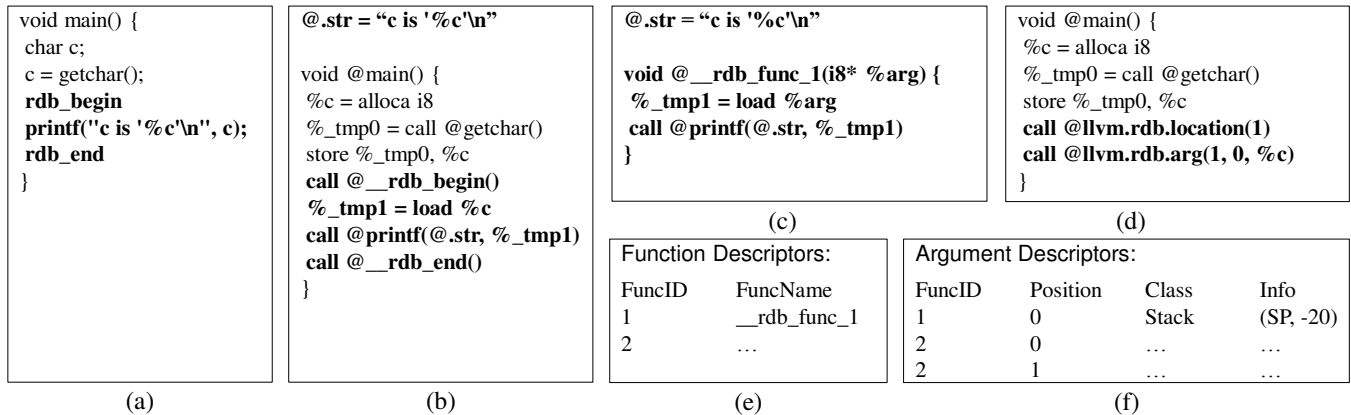 void main() {
char c;
c = getchar();
rdb_begin
printf("c is '%c'\n", c);
rdb_end
}
(a)
@.str = “c is '%c'\n”
void @main() {
%c = alloca i8
%_tmp0 = call @getchar()
store %_tmp0, %c
call @__rdb_begin()
%_tmp1 = load %c
call @printf(@.str, %_tmp1)
call @__rdb_end()
}
(b)
@.str = “c is '%c'\n”
void @__rdb_func_1(i8* %arg) {
%_tmp1 = load %arg
call @printf(@.str, %_tmp1)
}
(c)
void @main() {
%c = alloca i8
%_tmp0 = call @getchar()
store %_tmp0, %c
call @llvm.rdb.location(1)
call @llvm.rdb.arg(1, 0, %c)
}
(d)
Function Descriptors:
FuncID FuncName
1 __rdb_func_1
2 …
(e)
Argument Descriptors:
FuncID Position Class Info
1 0 Stack (SP, -20)
2 0 … …
2 1 … …
(f)